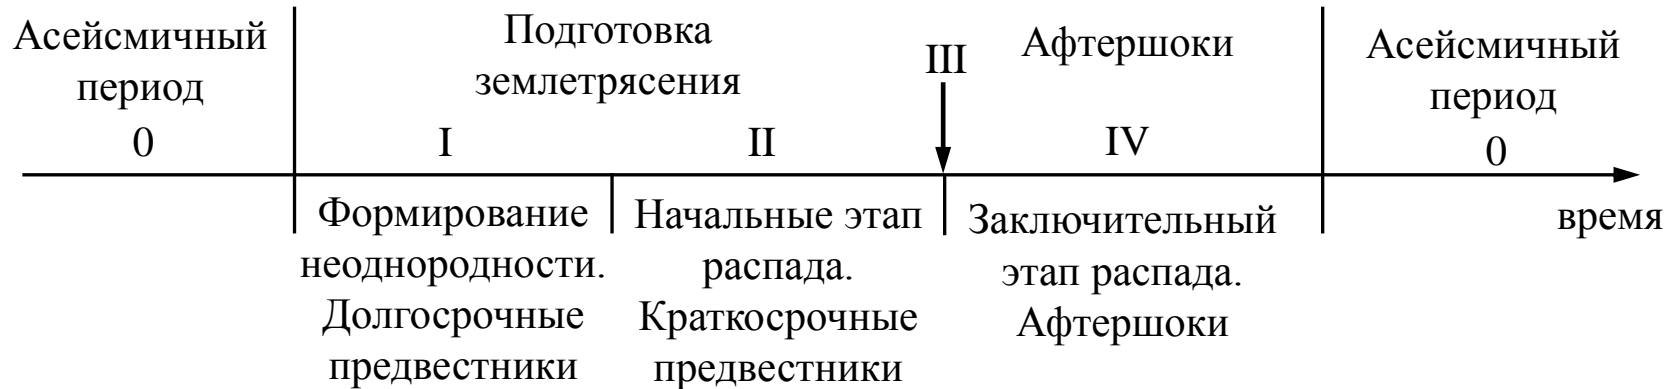 Асейсмичный
период
0
Подготовка
землетрясения
I
II
III
Афтершоки
IV
Асейсмичный
период
0
Формирование
неоднородности.
Долгосрочные
предвестники
Начальные этап
распада.
Краткосрочные
предвестники
Заключительный
этап распада.
Афтершоки
время